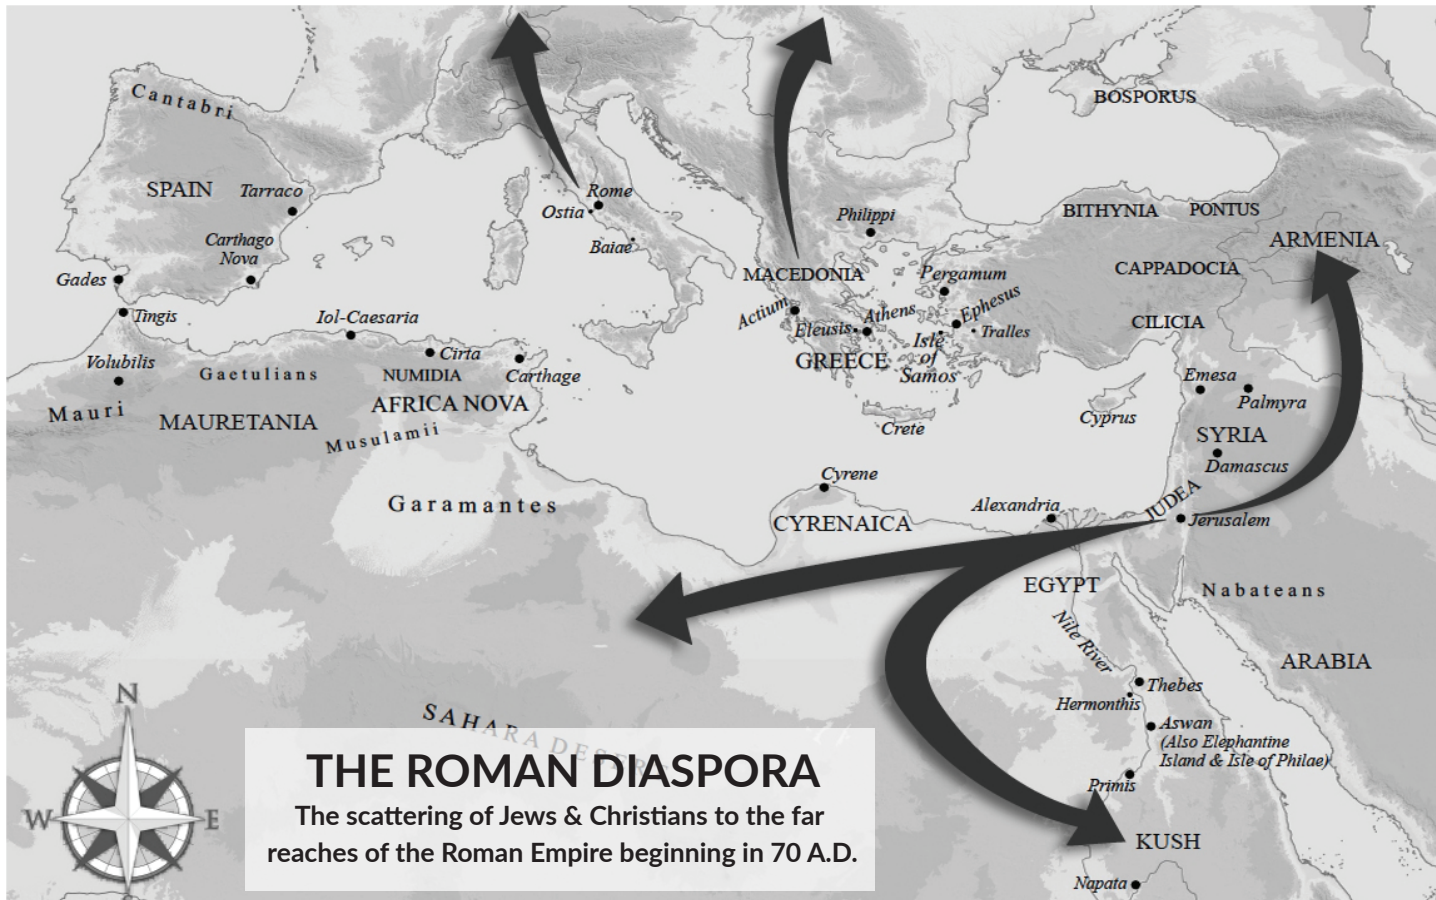 Cantabri
BOSPORUS
SPAIN
Tarraco
Rome
Ostia
Baiae
Philippi
BITHYNIA
PONTUS
ARMENIA
Carthago
Nova
Gades
Tingis
MACEDONIA
Pergamum
CAPPADOCIA
Actium
Eleusis
Athens
Ephesus
Tralles
Isle
of
Samos
CILICIA
GREECE
Iol-Caesaria
Cirta
Carthage
Volubilis
Gaetulians
NUMIDIA
Mauri
MAURETANIA
AFRICA NOVA
Musulamii
Crete
Cyprus
Emesa
Palmyra
SYRIA
Damascus
Garamantes
Cyrene
CYRENAICA
Alexandria
JUDEA
Jerusalem
EGYPT
Nabateans
Nile River
ARABIA
Thebes
Hermonthis
Aswan
(Also Elephantine
Island & Isle of Philae)
Primis
KUSH
Napata
SAHARA DESERT
N
W
E
THE ROMAN DIASPORA
The scattering of Jews & Christians to the far
reaches of the Roman Empire beginning in 70 A.D.